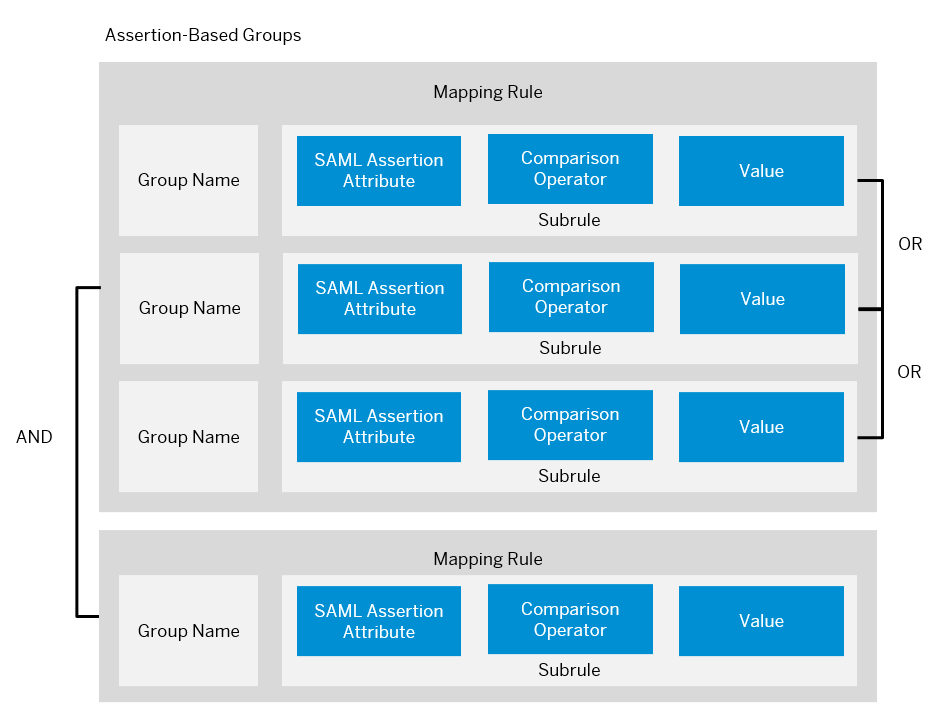 Assertion-Based Groups
Mapping Rule
Group Name
SAML Assertion
Attribute
Comparison
Operator
Value
Subrule
OR
Group Name
SAML Assertion
Attribute
Comparison
Operator
Value
Subrule
OR
AND
Group Name
SAML Assertion
Attribute
Comparison
Operator
Value
Subrule
Mapping Rule
Group Name
SAML Assertion
Attribute
Comparison
Operator
Value
Subrule